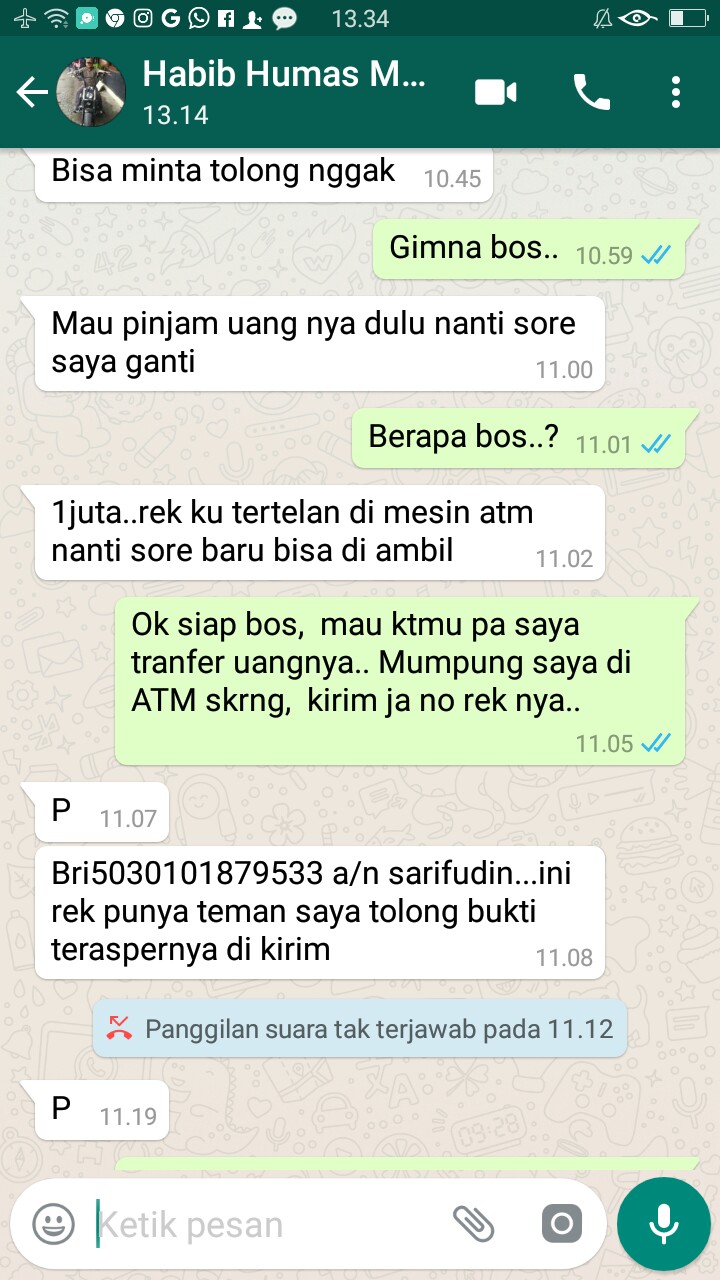 13.34
Habib Humas M...
13.14
Bisa minta tolong nggak 10.45
Gimna bos.. 10.59
Mau pinjam uang nya dulu nanti sore
saya ganti 11.00
Berapa bos..? 11.01
1juta..rek ku tertelan di mesin atm
nanti sore baru bisa di ambil 11.02
Ok siap bos, mau ktmu pa saya
tranfer uangnya.. Mumpung saya di
ATM skrng, kirim ja no rek nya..
11.05
P 11.07
Bri5030101879533 a/n sarifudin...ini
rek punya teman saya tolong bukti
teraspernya di kirim 11.08
Panggilan suara tak terjawab pada 11.12
P 11.19
Ketik pesan